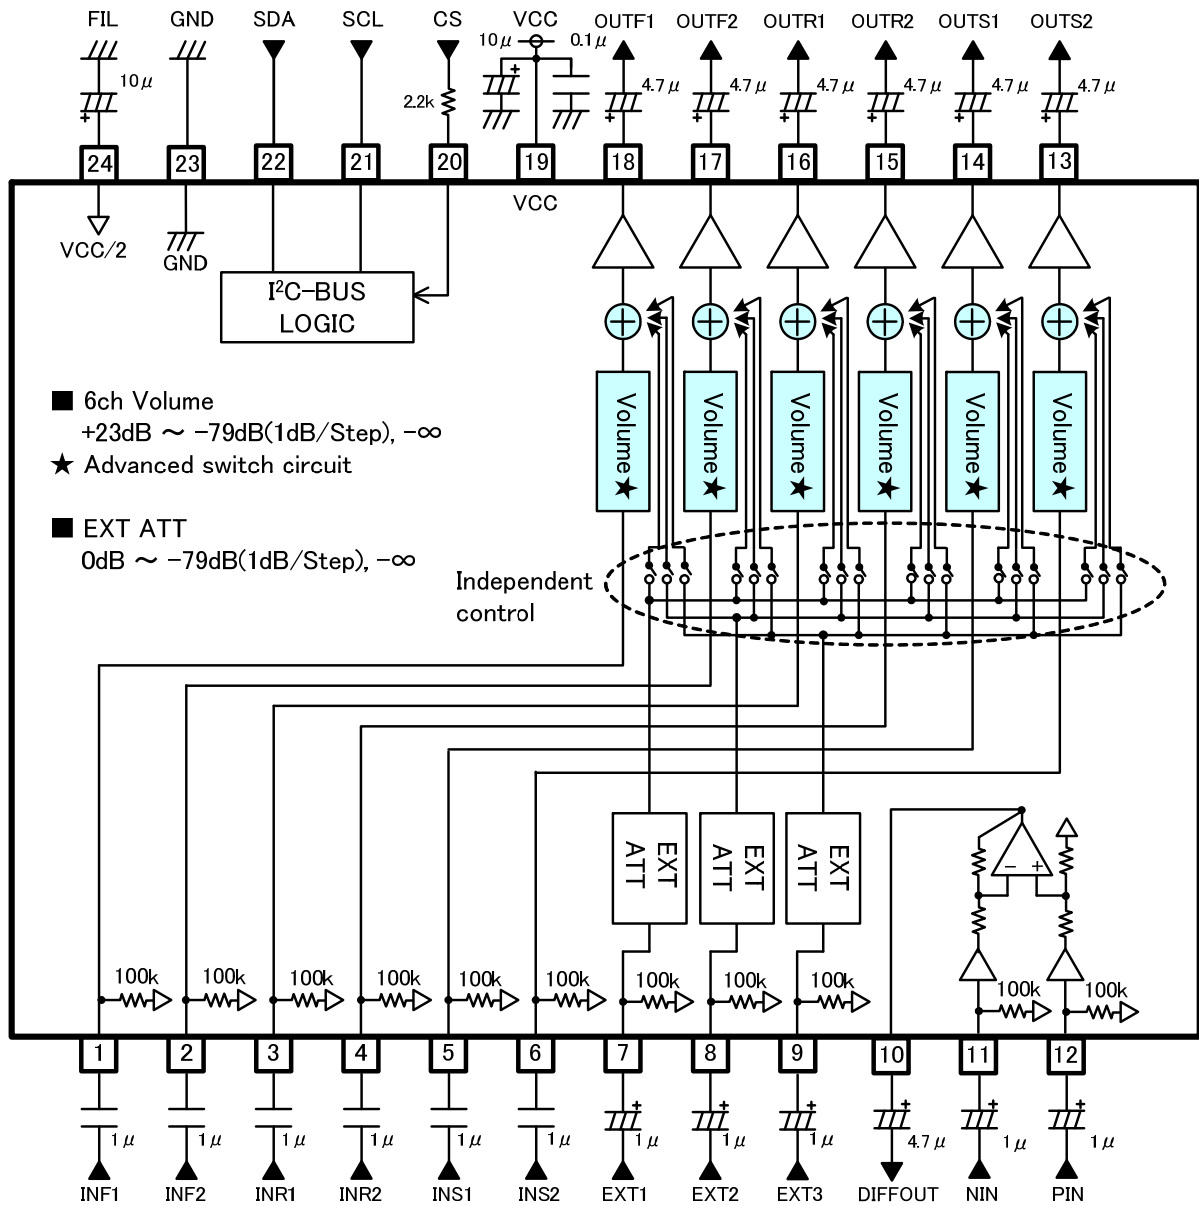 FIL GND SDA SCL CS VCC OUTF1 OUTF2 OUTR1 OUTR2 OUTS1 OUTS2
10μ 0.1μ
10μ 2.2k 4.7μ 4.7μ 4.7μ 4.7μ 4.7μ 4.7μ
+ + + + + + + +
24 23 22 21 20 19 18 17 16 15 14 13
VCC
VCC/2 GND
I²C-BUS
LOGIC
■ 6ch Volume
+23dB ～ -79dB(1dB/Step), -∞
★ Advanced switch circuit
■ EXT ATT
0dB ～ -79dB(1dB/Step), -∞
Volume★ Volume★ Volume★ Volume★ Volume★ Volume★
Independent
control
EXT
ATT
EXT
ATT
EXT
ATT
- +
100k 100k 100k 100k 100k 100k 100k 100k 100k 100k 100k
1 2 3 4 5 6 7 8 9 10 11 12
+ + + + + +
1μ 1μ 1μ 1μ 1μ 1μ 1μ 1μ 1μ 4.7μ 1μ 1μ
INF1 INF2 INR1 INR2 INS1 INS2 EXT1 EXT2 EXT3 DIFFOUT NIN PIN